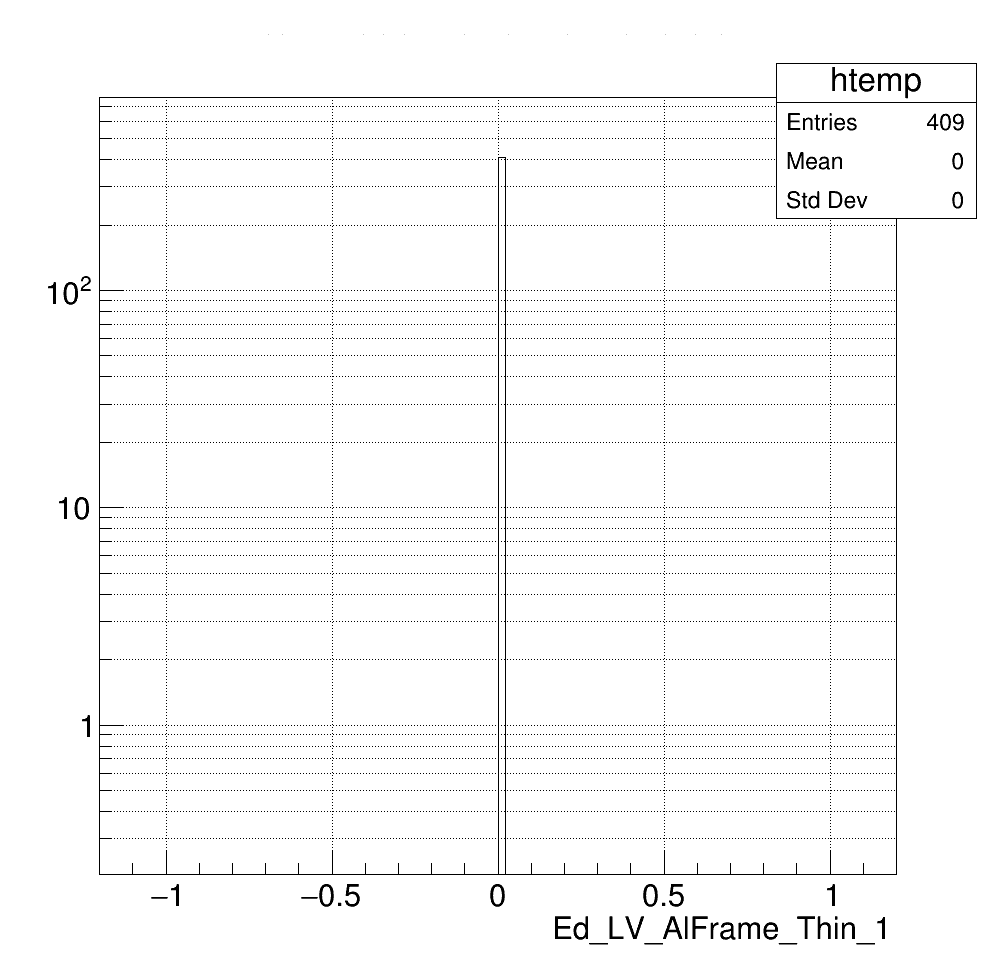 htemp
Entries 409
Mean 0
Std Dev 0
10²
10
1
−1 −0.5 0 0.5 1
Ed_LV_AlFrame_Thin_1